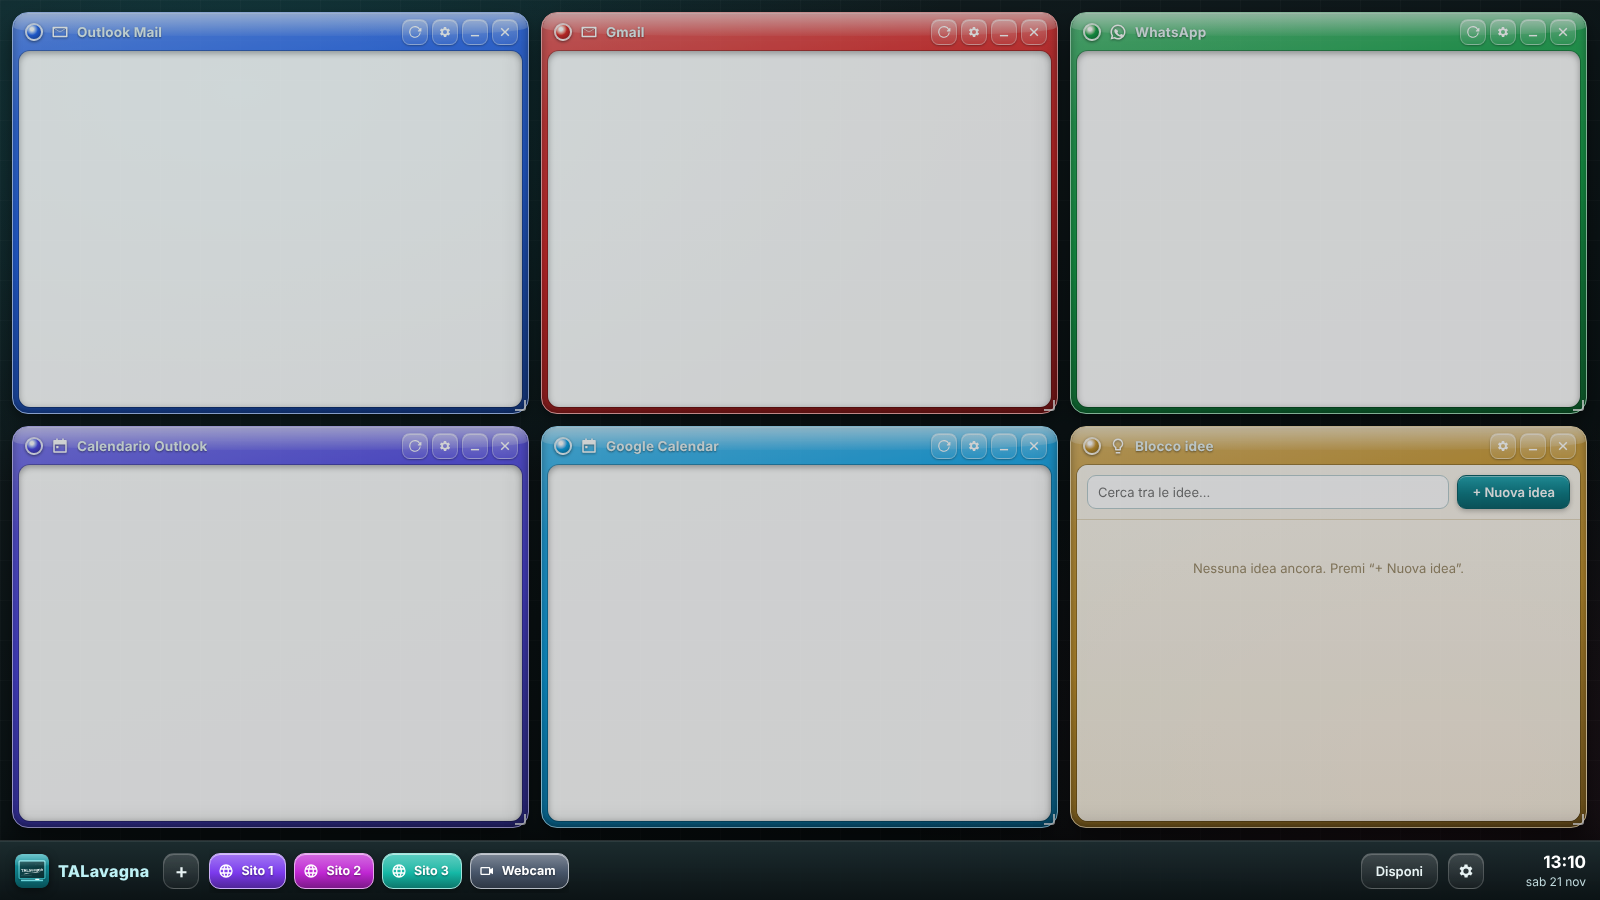 Outlook Mail
Gmail
WhatsApp
Calendario Outlook
Google Calendar
Blocco idee
Cerca tra le idee...
+ Nuova idea
Nessuna idea ancora. Premi “+ Nuova idea”.
TALavagna
+
Sito 1
Sito 2
Sito 3
Webcam
Disponi
13:10
sab 21 nov